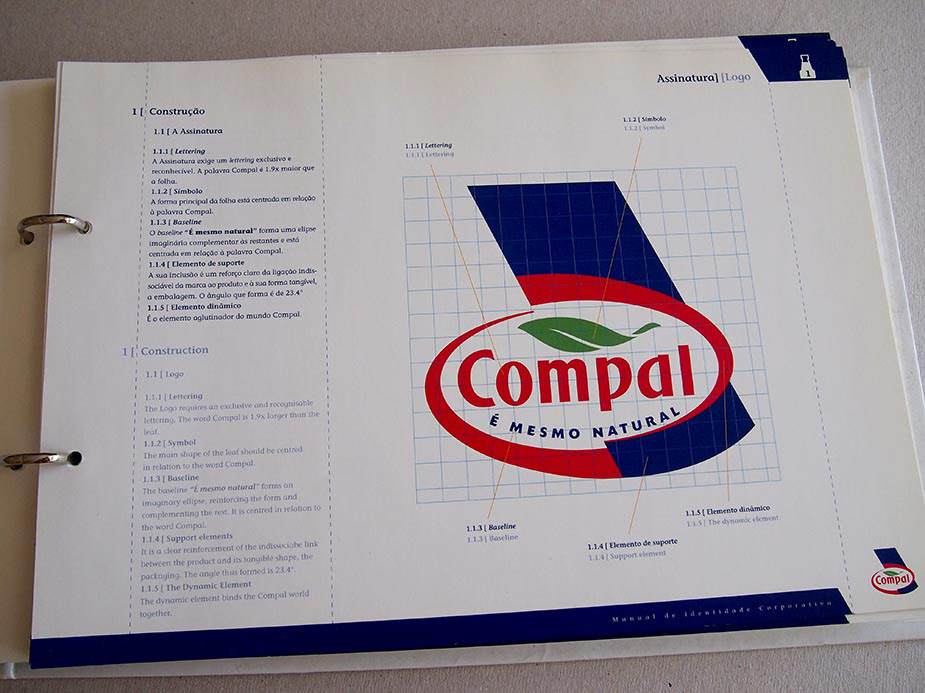 Assinatura] [Logo
1
1 [ Construção
1.1 [ A Assinatura
1.1.1 [ Lettering
A Assinatura exige um lettering exclusivo e
reconhecível. A palavra Compal é 1.9x maior que
a folha.
1.1.2 [ Símbolo
A forma principal da folha está centrada em relação
à palavra Compal.
1.1.3 [ Baseline
O baseline "É mesmo natural" forma uma elipse
imaginária complementar às restantes e está
centrada em relação à palavra Compal.
1.1.4 [ Elemento de suporte
A sua inclusão é um reforço claro da ligação indis-
sociável da marca ao produto e à sua forma tangível,
a embalagem. O ângulo que forma é de 23.4°
1.1.5 [ Elemento dinâmico
É o elemento aglutinador do mundo Compal.
1 [ Construction
1.1 [ Logo
1.1.1 [ Lettering
The Logo requires an exclusive and recognisable
lettering. The word Compal is 1.9x larger than the
leaf.
1.1.2 [ Symbol
The main shape of the leaf should be centred
in relation to the word Compal.
1.1.3 [ Baseline
The baseline "É mesmo natural" forms an
imaginary ellipse, reinforcing the form and
complementing the rest. It is centred in relation to
the word Compal.
1.1.4 [ Support elements
It is a clear reinforcement of the indissociabe link
between the product and its tangible shape, the
packaging. The angle thus formed is 23.4°.
1.1.5 [ The Dynamic Element
The dynamic element binds the Compal world
together.
1.1.1 [ Lettering
1.1.1 [ Lettering
1.1.2 [ Símbolo
1.1.2 [ Symbol
Compal
É MESMO NATURAL
1.1.3 [ Baseline
1.1.3 [ Baseline
1.1.4 [ Elemento de suporte
1.1.4 [ Support element
1.1.5 [ Elemento dinâmico
1.1.5 [ The dynamic element
Compal
Manual de Identidade Corporativo